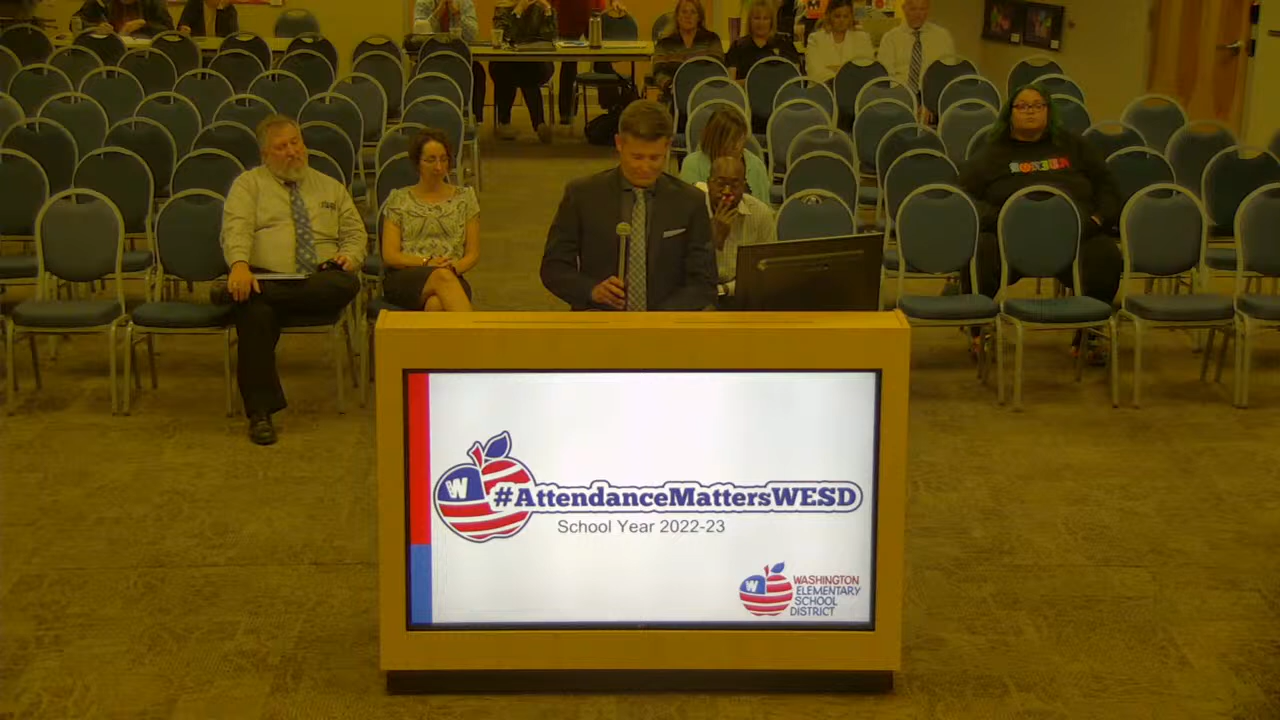 W
#AttendanceMattersWESD
School Year 2022-23
W
WASHINGTON
ELEMENTARY
SCHOOL
DISTRICT